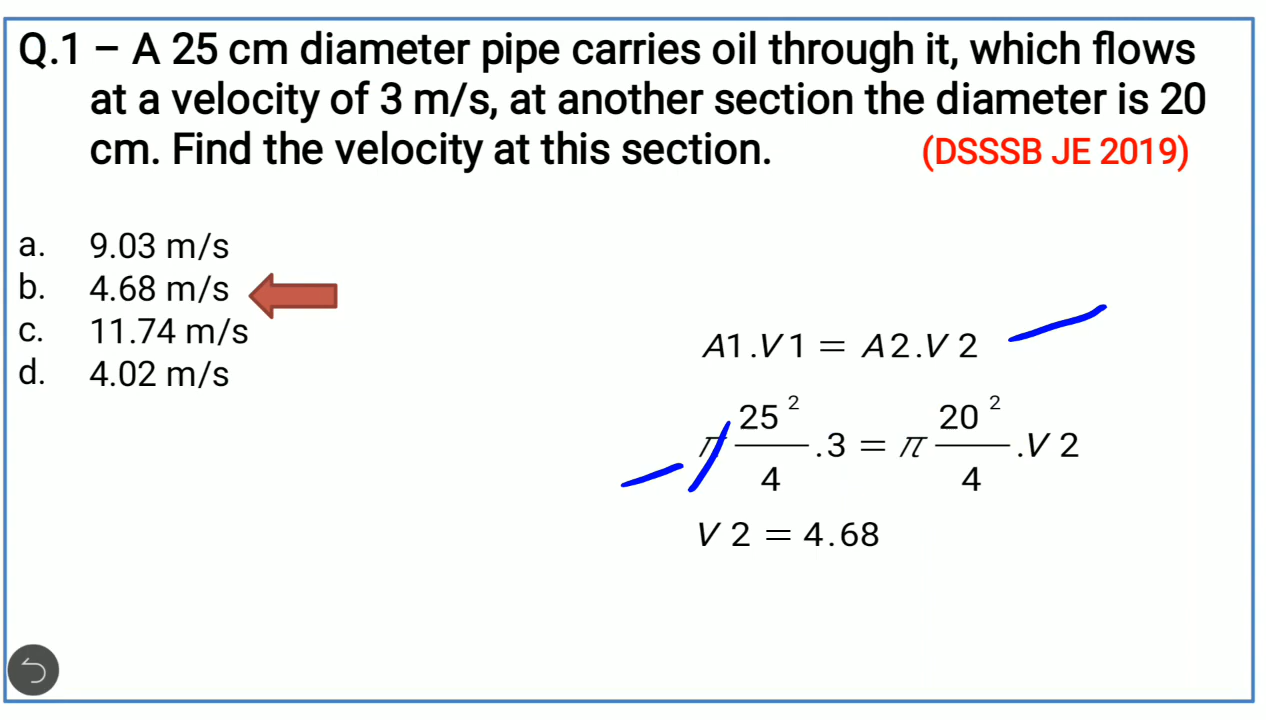 Q.1 – A 25 cm diameter pipe carries oil through it, which flows
at a velocity of 3 m/s, at another section the diameter is 20
cm. Find the velocity at this section. (DSSSB JE 2019)
a. 9.03 m/s
b. 4.68 m/s
c. 11.74 m/s
d. 4.02 m/s
A1.V1 = A2.V2
π 25²/4 .3 = π 20²/4 .V2
V2 = 4.68